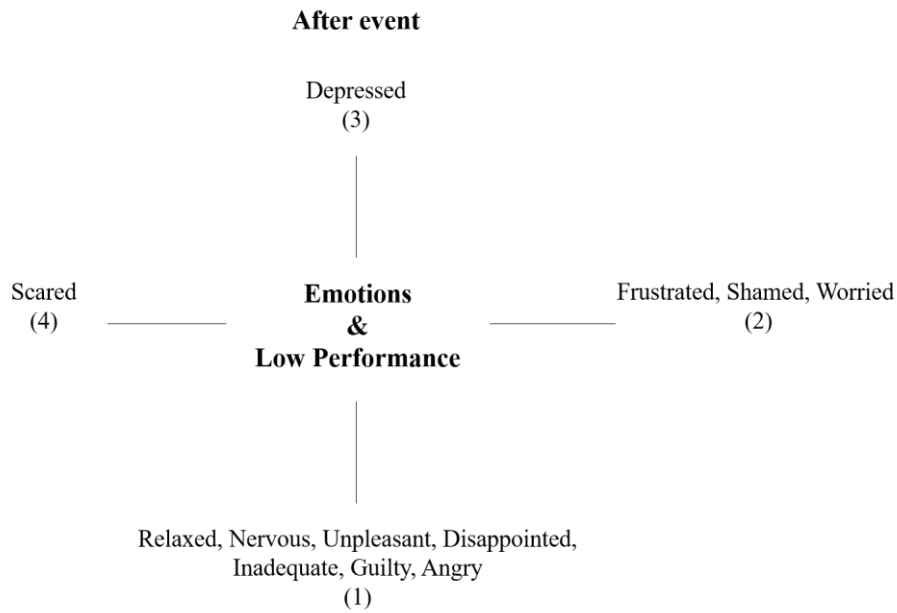 After event
Depressed
(3)
Scared
(4)
Emotions
&
Low Performance
Frustrated, Shamed, Worried
(2)
Relaxed, Nervous, Unpleasant, Disappointed,
Inadequate, Guilty, Angry
(1)